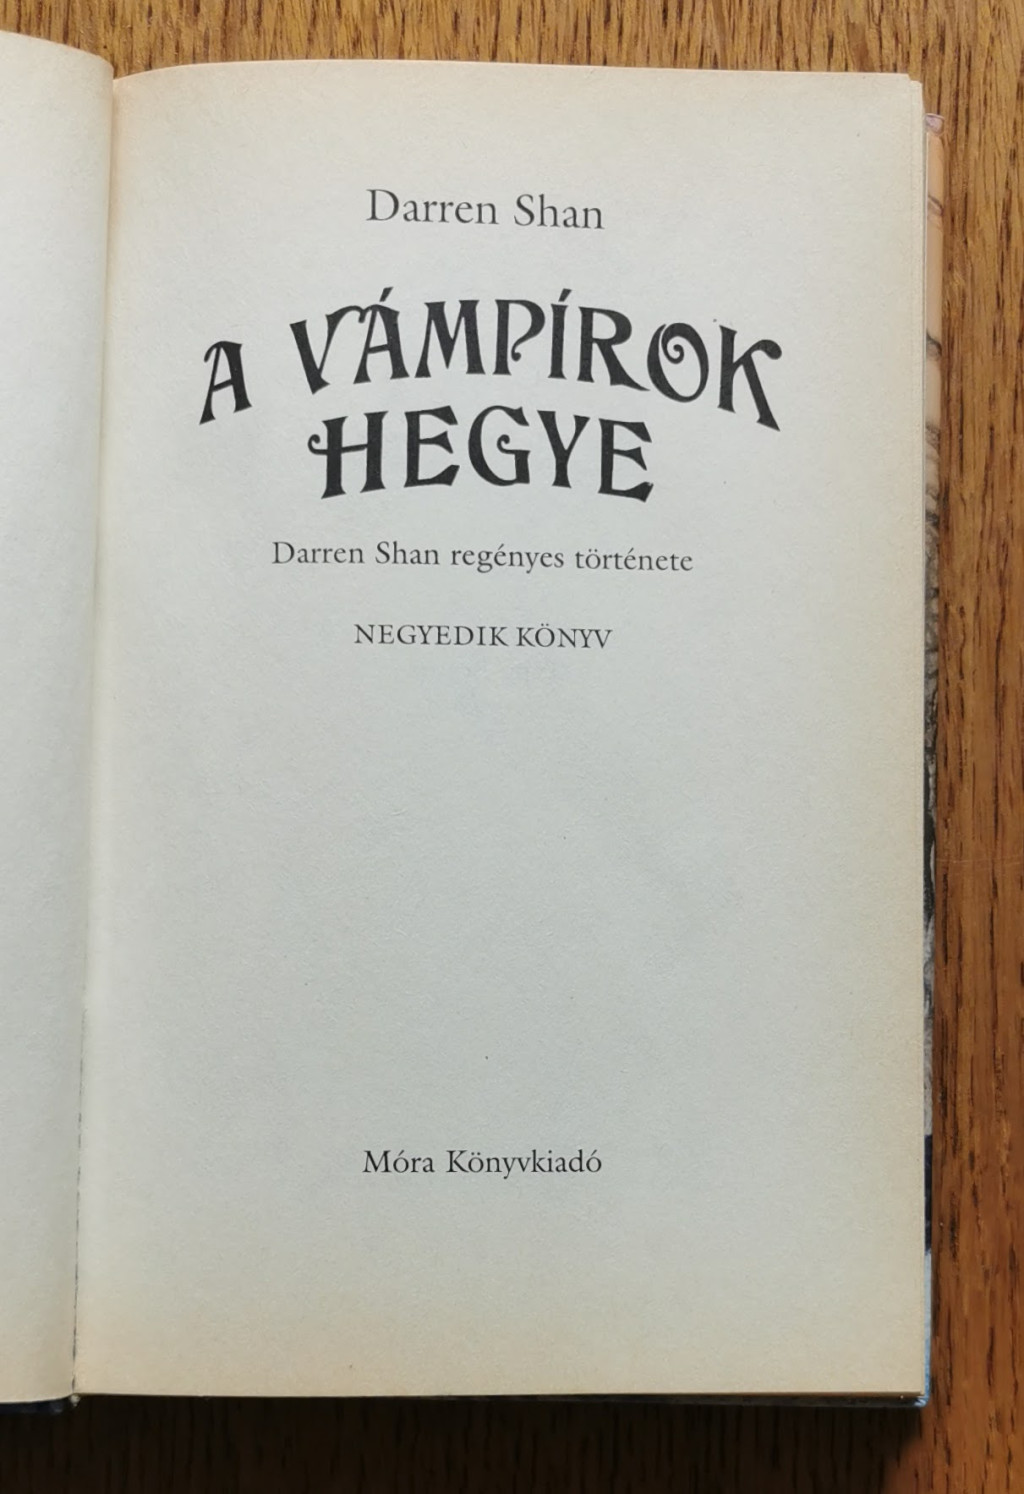 Darren Shan
A VÁMPÍROK
HEGYE
Darren Shan regényes története
NEGYEDIK KÖNYV
Móra Könyvkiadó